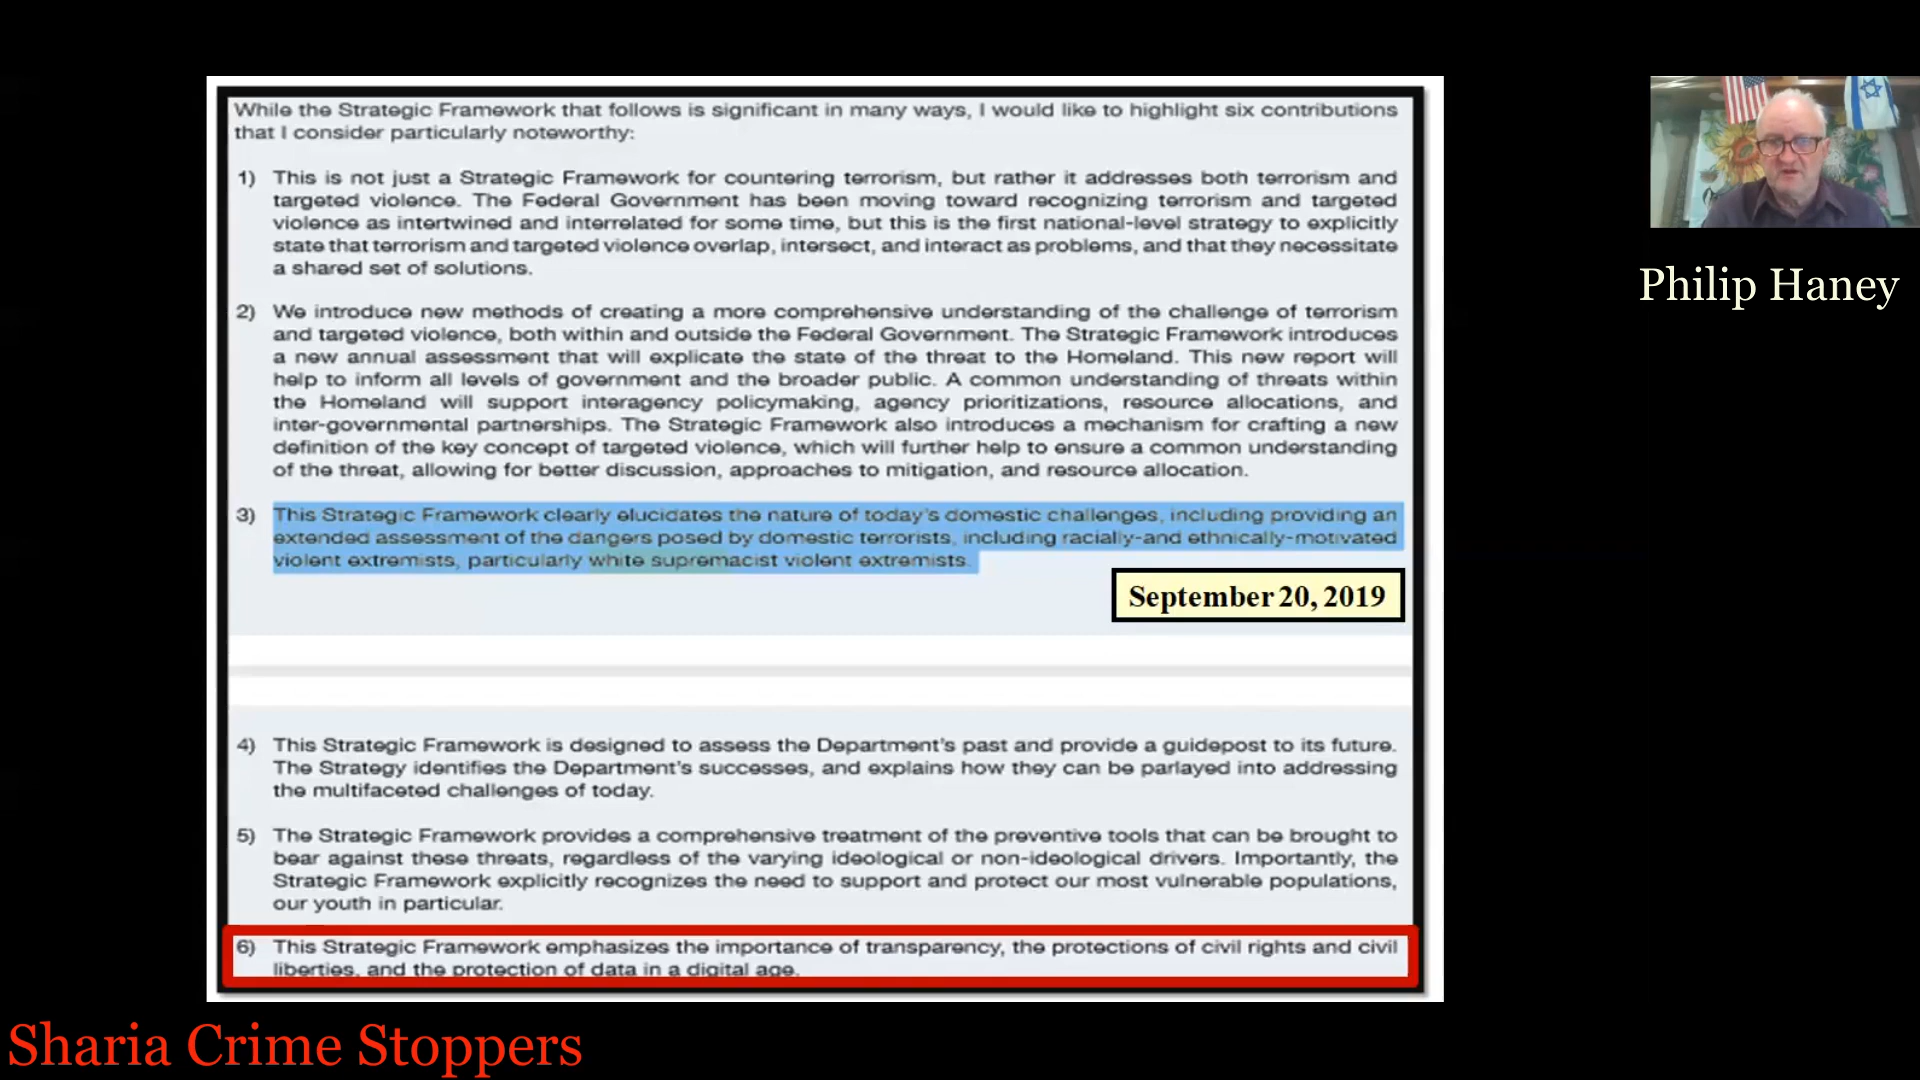 While the Strategic Framework that follows is significant in many ways, I would like to highlight six contributions
that I consider particularly noteworthy:
1) This is not just a Strategic Framework for countering terrorism, but rather it addresses both terrorism and
targeted violence. The Federal Government has been moving toward recognizing terrorism and targeted
violence as intertwined and interrelated for some time, but this is the first national-level strategy to explicitly
state that terrorism and targeted violence overlap, intersect, and interact as problems, and that they necessitate
a shared set of solutions.
2) We introduce new methods of creating a more comprehensive understanding of the challenge of terrorism
and targeted violence, both within and outside the Federal Government. The Strategic Framework introduces
a new annual assessment that will explicate the state of the threat to the Homeland. This new report will
help to inform all levels of government and the broader public. A common understanding of threats within
the Homeland will support interagency policymaking, agency prioritizations, resource allocations, and
inter-governmental partnerships. The Strategic Framework also introduces a mechanism for crafting a new
definition of the key concept of targeted violence, which will further help to ensure a common understanding
of the threat, allowing for better discussion, approaches to mitigation, and resource allocation.
3) This Strategic Framework clearly elucidates the nature of today's domestic challenges, including providing an
extended assessment of the dangers posed by domestic terrorists, including racially-and ethnically-motivated
violent extremists, particularly white supremacist violent extremists.
September 20, 2019
4) This Strategic Framework is designed to assess the Department's past and provide a guidepost to its future.
The Strategy identifies the Department's successes, and explains how they can be parlayed into addressing
the multifaceted challenges of today.
5) The Strategic Framework provides a comprehensive treatment of the preventive tools that can be brought to
bear against these threats, regardless of the varying ideological or non-ideological drivers. Importantly, the
Strategic Framework explicitly recognizes the need to support and protect our most vulnerable populations,
our youth in particular.
6) This Strategic Framework emphasizes the importance of transparency, the protections of civil rights and civil
liberties, and the protection of data in a digital age.
Philip Haney
Sharia Crime Stoppers